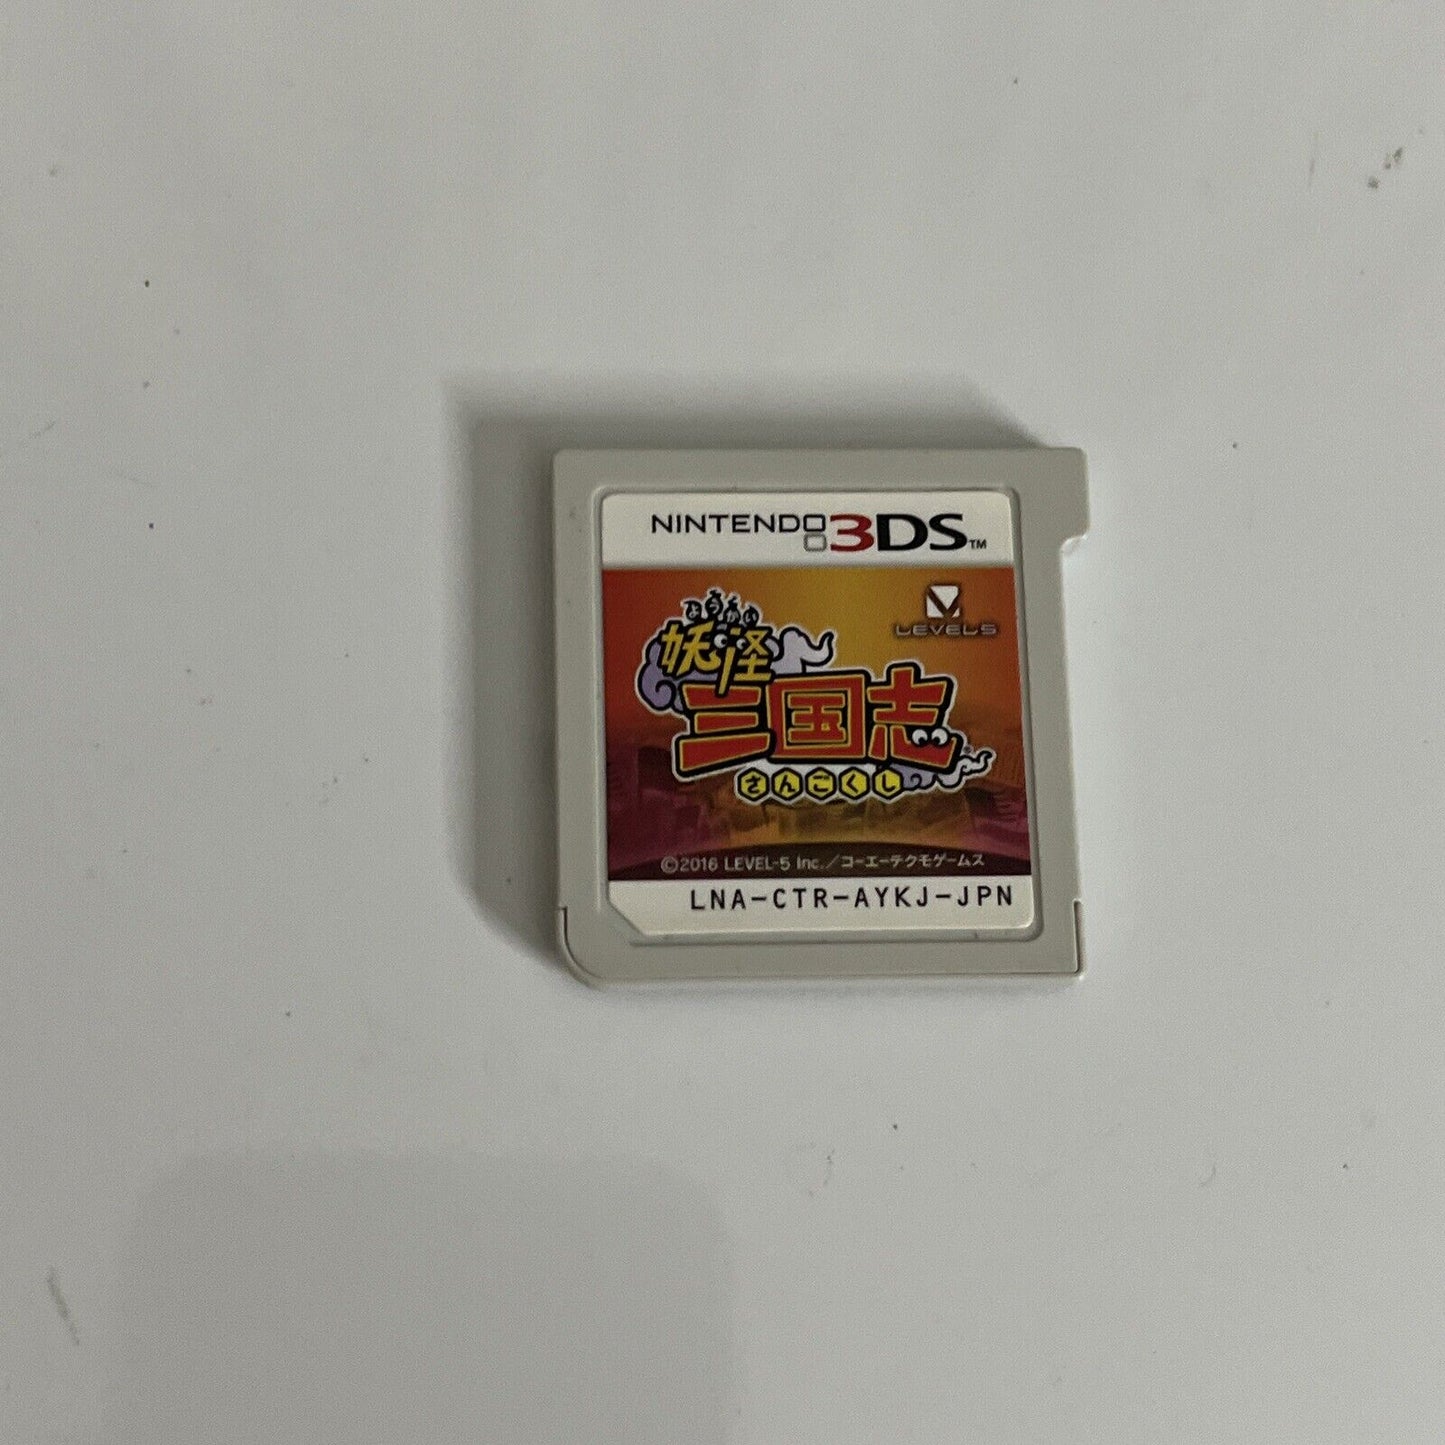 NINTENDO 3DS™
LEVEL5
ようかい
妖怪
三国志®
さんごくし
©2016 LEVEL-5 Inc./コーエーテクモゲームス
LNA-CTR-AYKJ-JPN